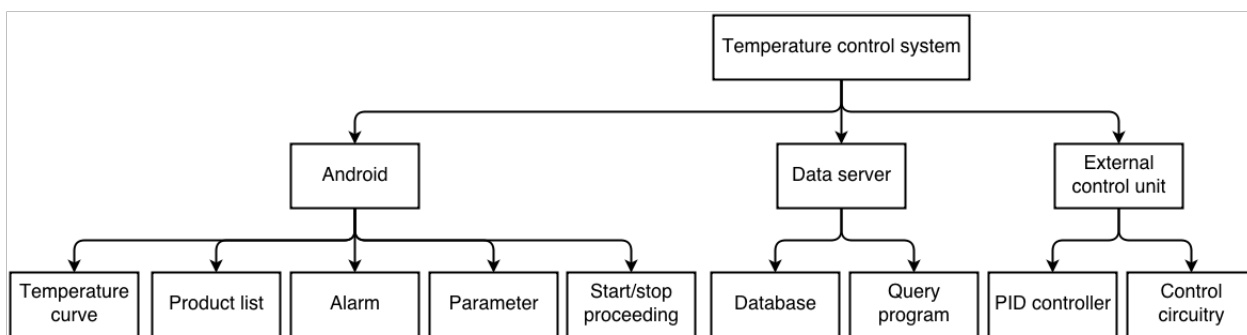 Temperature control system
Android
Data server
External
control unit
Temperature
curve
Product list
Alarm
Parameter
Start/stop
proceeding
Database
Query
program
PID controller
Control
circuitry